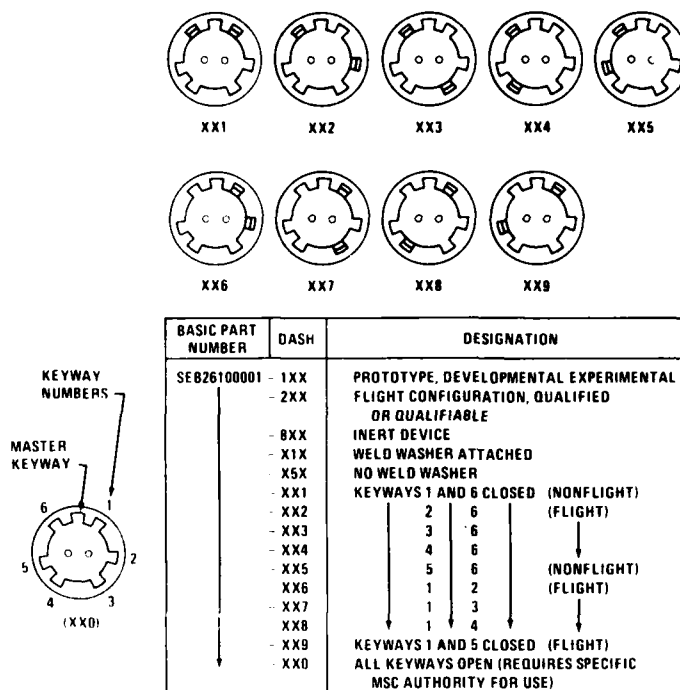 XX1 XX2 XX3 XX4 XX5
XX6 XX7 XX8 XX9
BASIC PART NUMBER DASH DESIGNATION
KEYWAY NUMBERS
MASTER KEYWAY
6 1
5 2
4 3
(XX0)
SEB26100001 - 1XX PROTOTYPE, DEVELOPMENTAL EXPERIMENTAL
- 2XX FLIGHT CONFIGURATION, QUALIFIED
OR QUALIFIABLE
- 8XX INERT DEVICE
- X1X WELD WASHER ATTACHED
- X5X NO WELD WASHER
- XX1 KEYWAYS 1 AND 6 CLOSED (NONFLIGHT)
- XX2 2 6 (FLIGHT)
- XX3 3 6
- XX4 4 6
- XX5 5 6 (NONFLIGHT)
XX6 1 2 (FLIGHT)
- XX7 1 3
XX8 1 4
- XX9 KEYWAYS 1 AND 5 CLOSED (FLIGHT)
- XX0 ALL KEYWAYS OPEN (REQUIRES SPECIFIC
MSC AUTHORITY FOR USE)